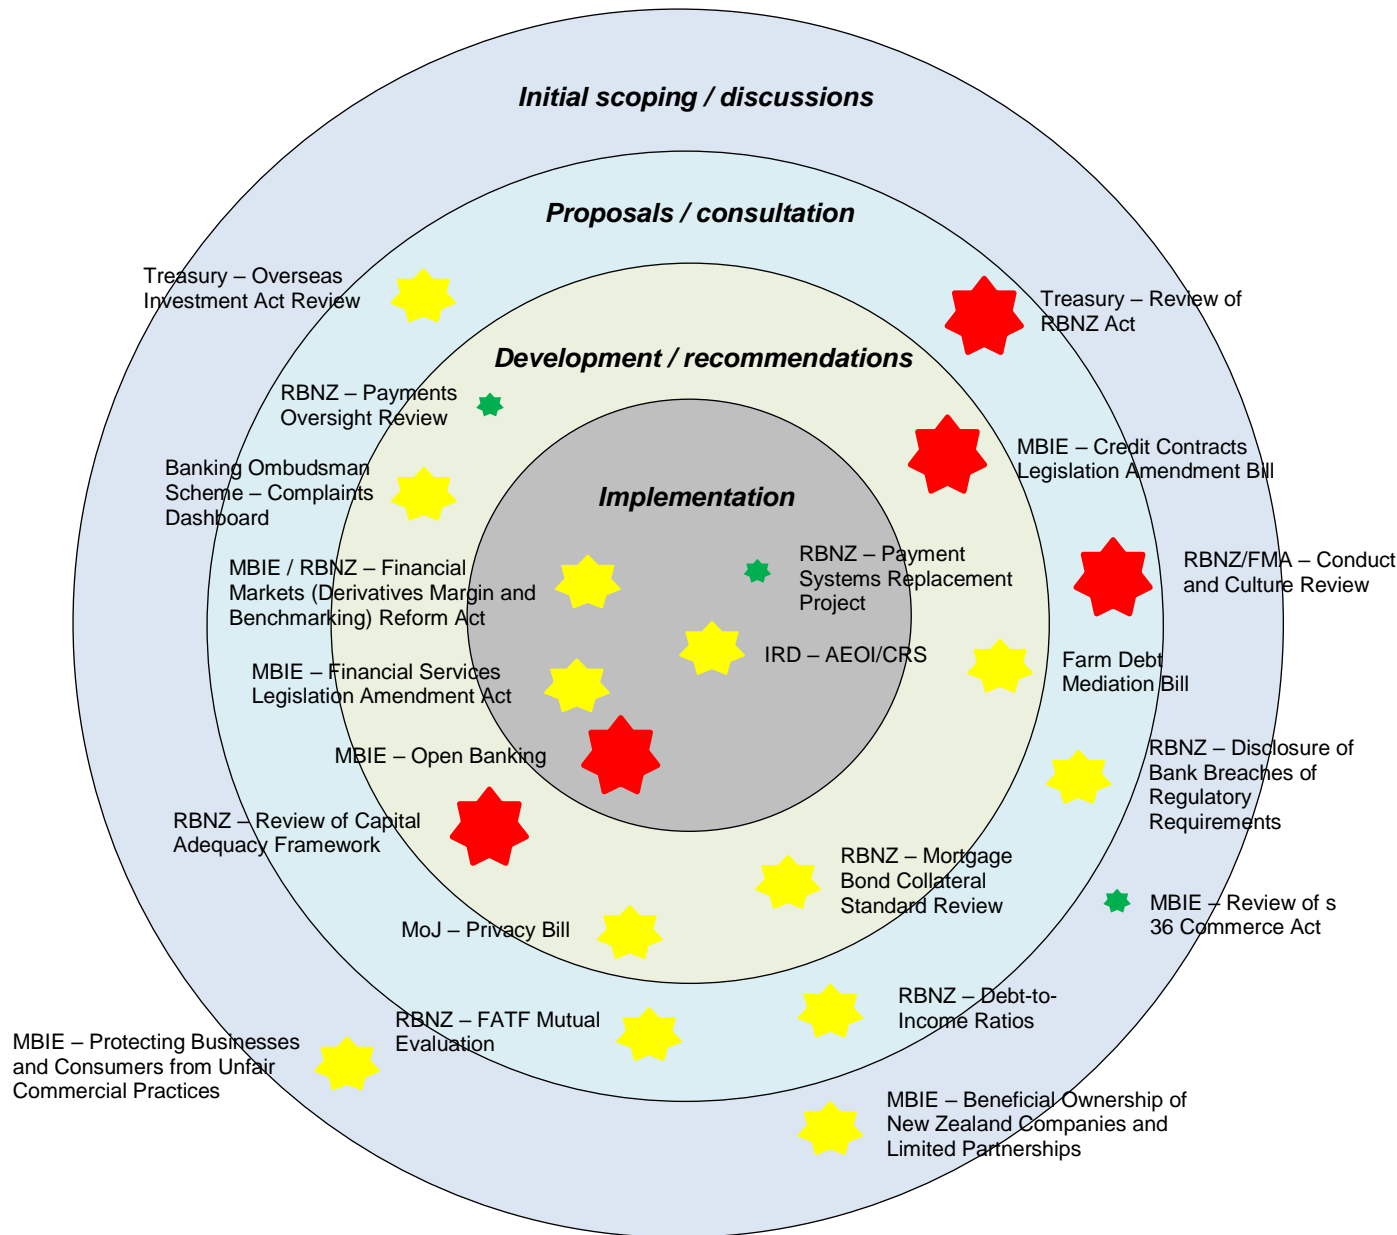 Initial scoping / discussions
Proposals / consultation
Treasury – Overseas
Investment Act Review
Treasury – Review of
RBNZ Act
Development / recommendations
RBNZ – Payments
Oversight Review
MBIE – Credit Contracts
Legislation Amendment Bill
Banking Ombudsman
Scheme – Complaints
Dashboard
Implementation
RBNZ – Payment
Systems Replacement
Project
RBNZ/FMA – Conduct
and Culture Review
MBIE / RBNZ – Financial
Markets (Derivatives Margin and
Benchmarking) Reform Act
IRD – AEOI/CRS
Farm Debt
Mediation Bill
MBIE – Financial Services
Legislation Amendment Act
MBIE – Open Banking
RBNZ – Disclosure of
Bank Breaches of
Regulatory
Requirements
RBNZ – Review of Capital
Adequacy Framework
RBNZ – Mortgage
Bond Collateral
Standard Review
MBIE – Review of s
36 Commerce Act
MoJ – Privacy Bill
RBNZ – Debt-to-
Income Ratios
RBNZ – FATF Mutual
Evaluation
MBIE – Protecting Businesses
and Consumers from Unfair
Commercial Practices
MBIE – Beneficial Ownership of
New Zealand Companies and
Limited Partnerships